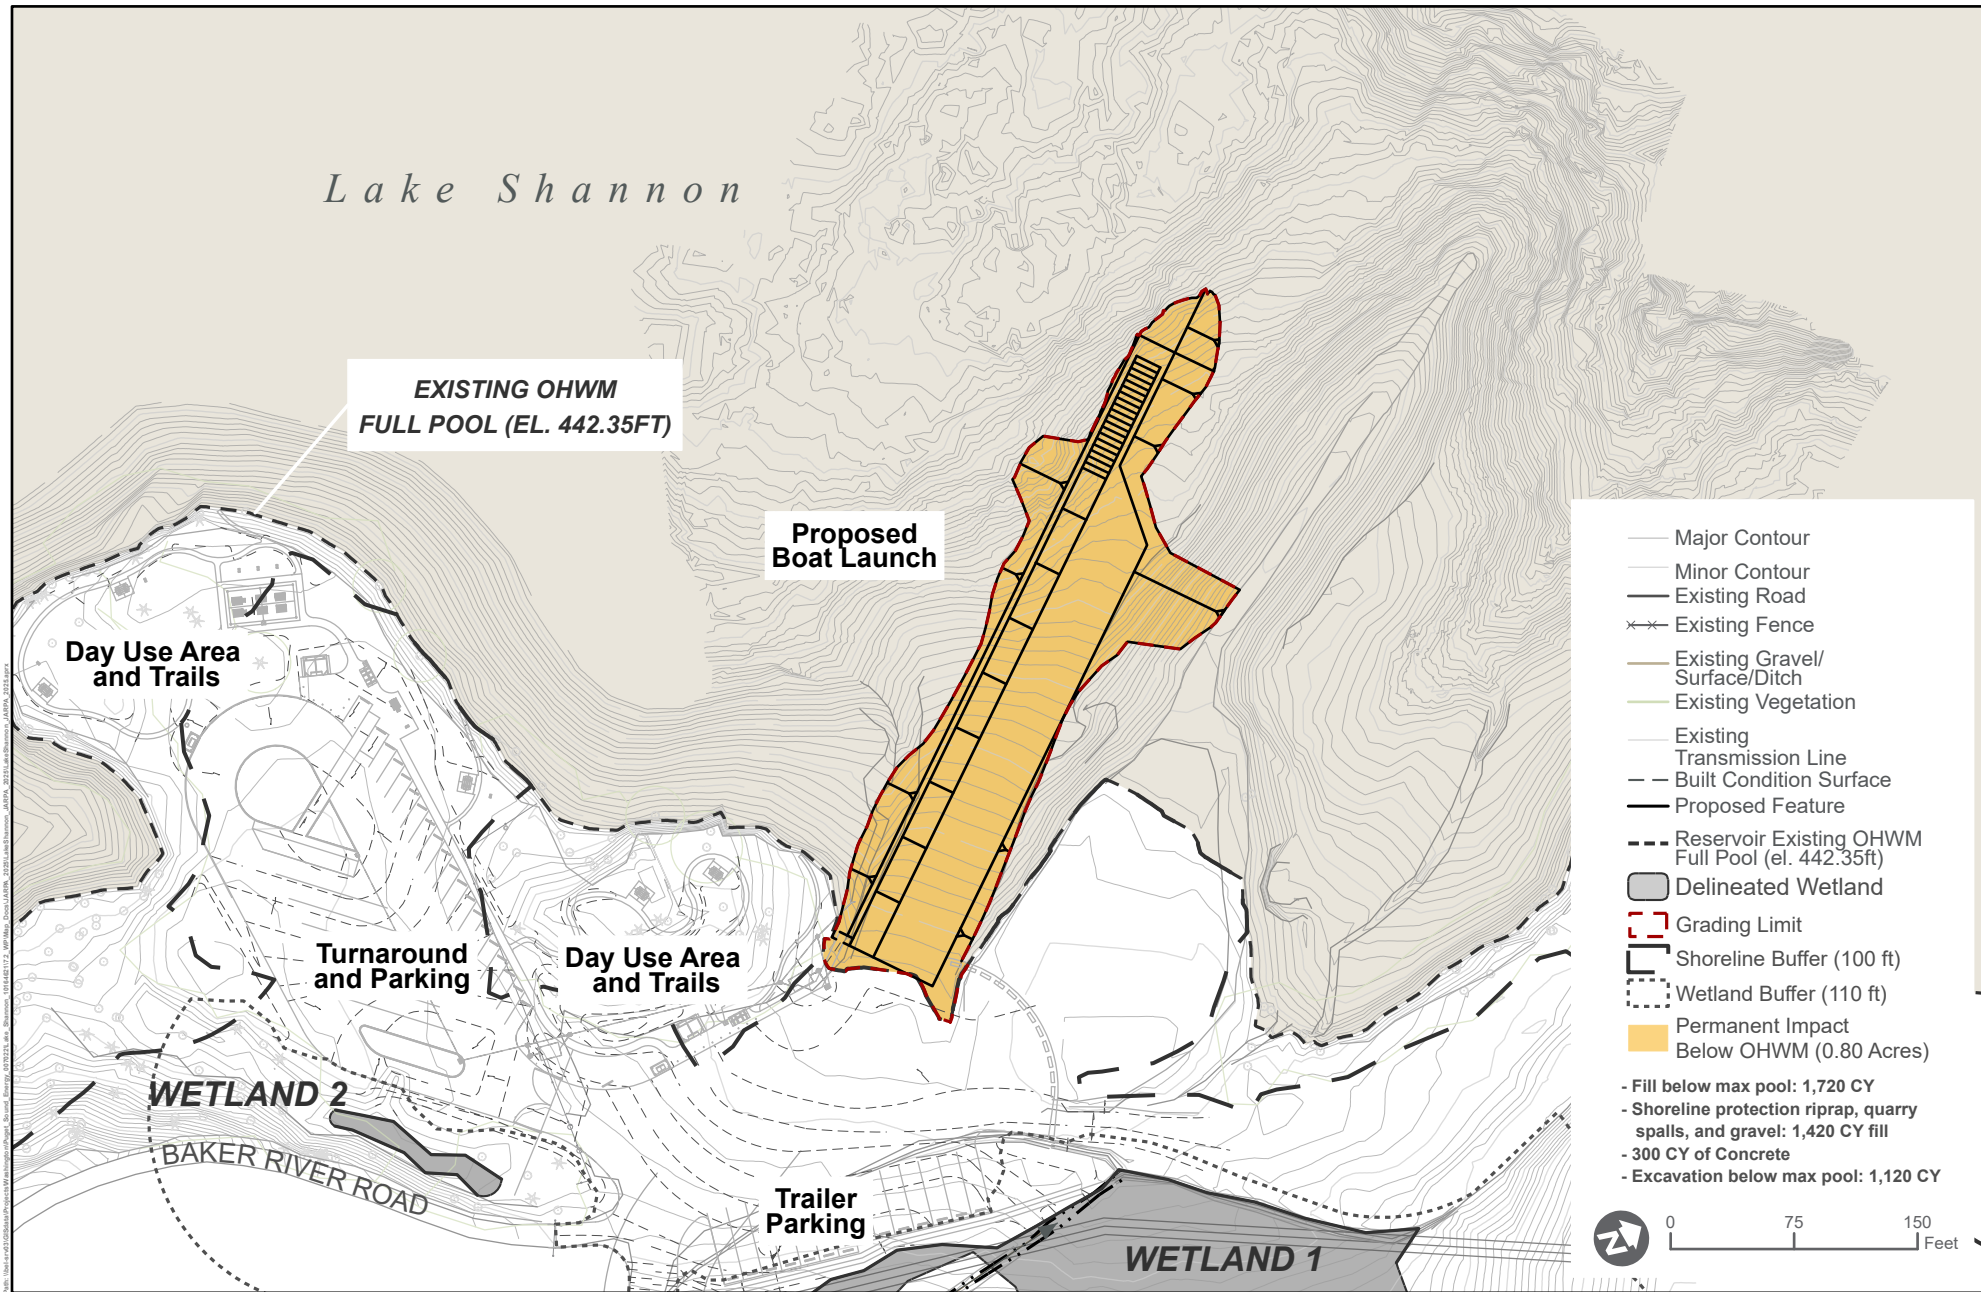 Lake Shannon
EXISTING OHWM
FULL POOL (EL. 442.35FT)
Proposed
Boat Launch
Day Use Area
and Trails
Turnaround
and Parking
Day Use Area
and Trails
WETLAND 2
BAKER RIVER ROAD
Trailer
Parking
WETLAND 1
Major Contour
Minor Contour
Existing Road
Existing Fence
Existing Gravel/
Surface/Ditch
Existing Vegetation
Existing
Transmission Line
Built Condition Surface
Proposed Feature
Reservoir Existing OHWM
Full Pool (el. 442.35ft)
Delineated Wetland
Grading Limit
Shoreline Buffer (100 ft)
Wetland Buffer (110 ft)
Permanent Impact
Below OHWM (0.80 Acres)
- Fill below max pool: 1,720 CY
- Shoreline protection riprap, quarry
spalls, and gravel: 1,420 CY fill
- 300 CY of Concrete
- Excavation below max pool: 1,120 CY
N
0 75 150
Feet